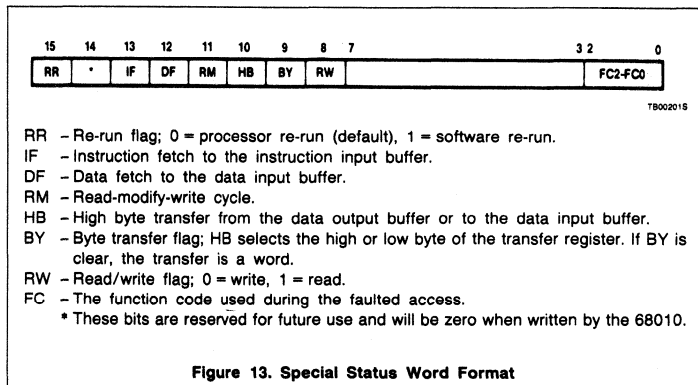 15 14 13 12 11 10 9 8 7 3 2 0
RR * IF DF RM HB BY RW FC2-FC0
TB00201S
RR – Re-run flag; 0 = processor re-run (default), 1 = software re-run.
IF – Instruction fetch to the instruction input buffer.
DF – Data fetch to the data input buffer.
RM – Read-modify-write cycle.
HB – High byte transfer from the data output buffer or to the data input buffer.
BY – Byte transfer flag; HB selects the high or low byte of the transfer register. If BY is
clear, the transfer is a word.
RW – Read/write flag; 0 = write, 1 = read.
FC – The function code used during the faulted access.
* These bits are reserved for future use and will be zero when written by the 68010.
Figure 13. Special Status Word Format